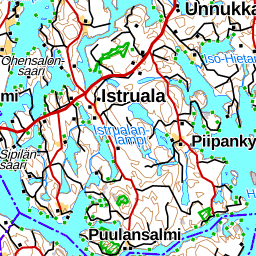 Unnukka
Ohensalon-
saari
Iso-Hietan
mi
Istruala
Istrualan-
lampi
Piipanky
Sipilän-
saari
Puulansalmi